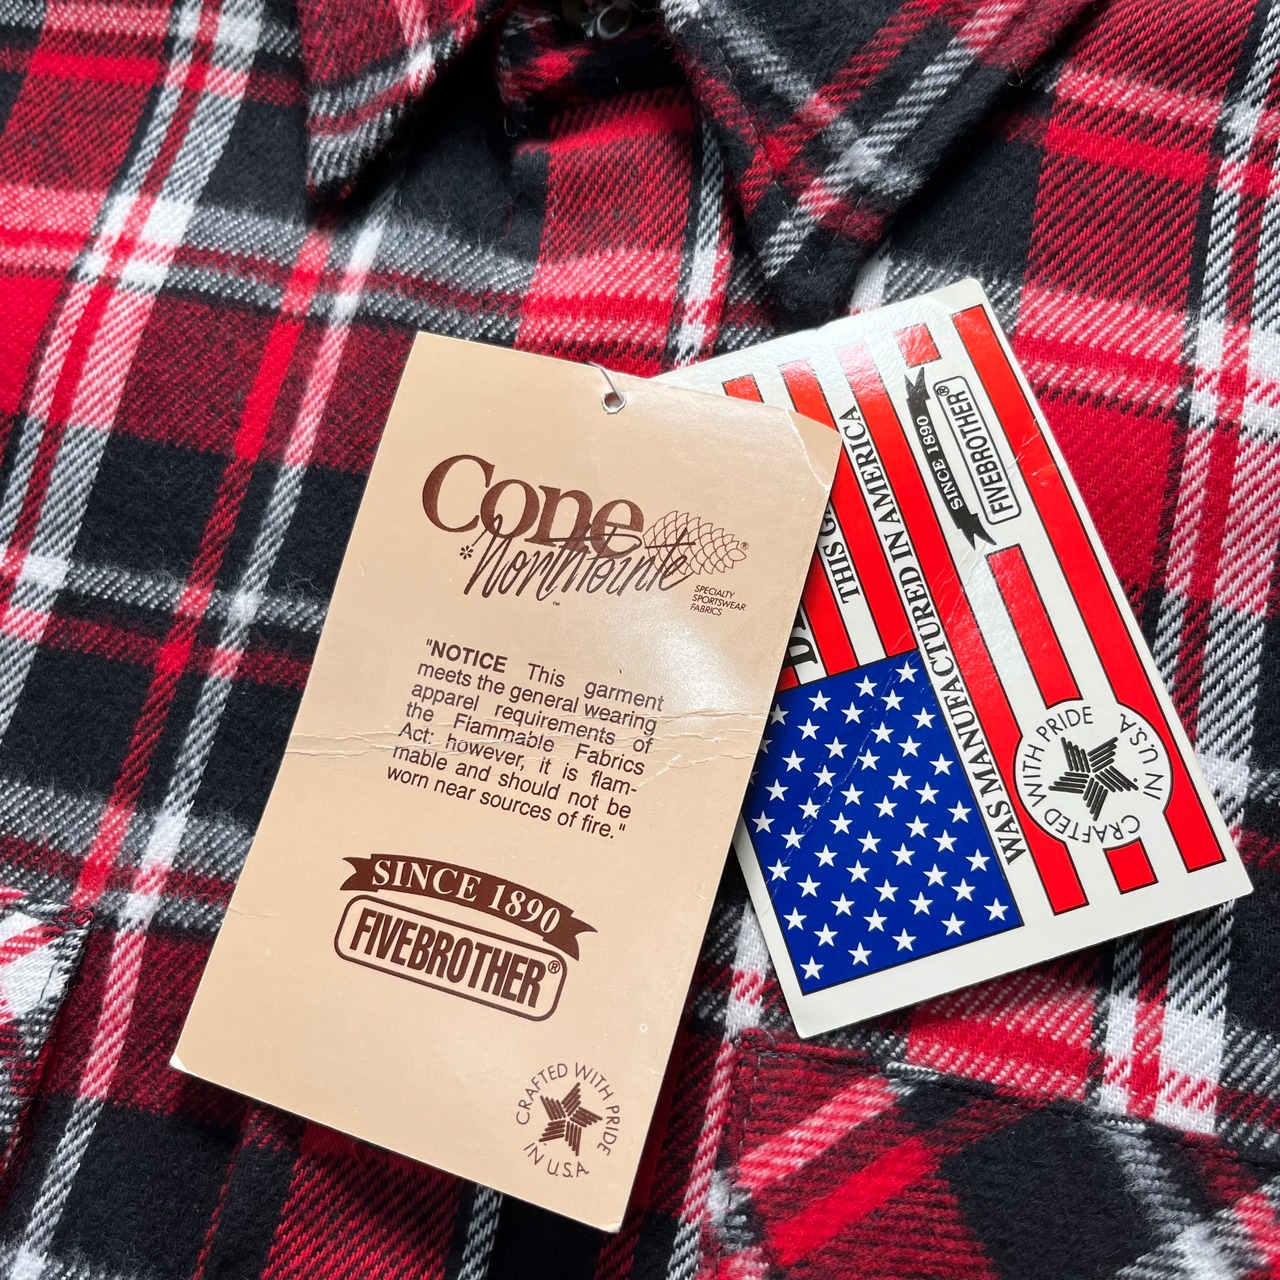 Cone
*Northpointe™
®
SPECIALTY
SPORTSWEAR
FABRICS
"NOTICE This garment
meets the general wearing
apparel requirements of
the Flammable Fabrics
Act: however, it is flam-
mable and should not be
worn near sources of fire."
SINCE 1890
FIVEBROTHER®
CRAFTED WITH PRIDE
IN U.S.A
THIS
WAS MANUFACTURED IN AMERICA
SINCE 1890
FIVEBROTHER®
CRAFTED WITH PRIDE
IN U.S.A